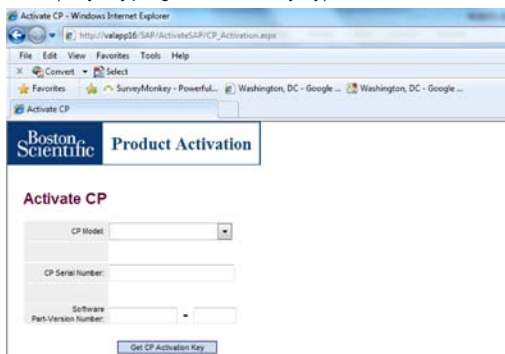 Activate CP - Windows Internet Explorer
http://valapp16/SAP/ActivateSAP/CP_Activation.aspx
File Edit View Favorites Tools Help
X Convert Select
Favorites SurveyMonkey - Powerful... Washington, DC - Google ... Washington, DC - Google ...
Activate CP
Boston
Scientific
Product Activation
Activate CP
CP Model:
CP Serial Number:
Software
Part-Version Number:
-
Get CP Activation Key